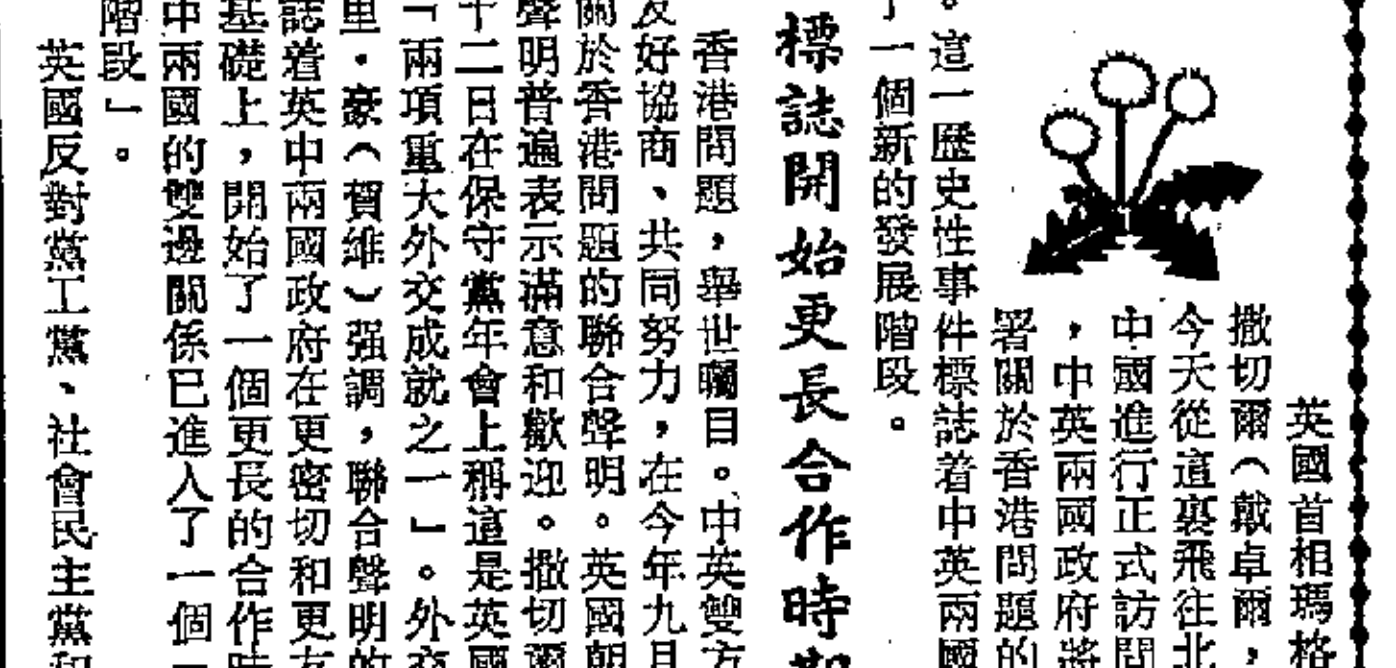 英國首相瑪格
撒切爾（戴卓爾，
今天從這裏飛往北
中國進行正式訪問
，中英兩國政府將
署關於香港問題的
。這一歷史性事件標誌着中英兩國
了一個新的發展階段。
標誌開始更長合作時期
香港問題，舉世矚目。中英雙方
友好協商、共同努力，在今年九月
關於香港問題的聯合聲明。英國朝
聲明普遍表示滿意和歡迎。撒切爾
十二日在保守黨年會上稱這是英國
「兩項重大外交成就之一」。外交
里·豪（賀維）强調，聯合聲明的
誌着英中兩國政府在更密切和更友
基礎上，開始了一個更長的合作時
中兩國的雙邊關係已進入了一個
階段」。
英國反對黨工黨、社會民主黨和